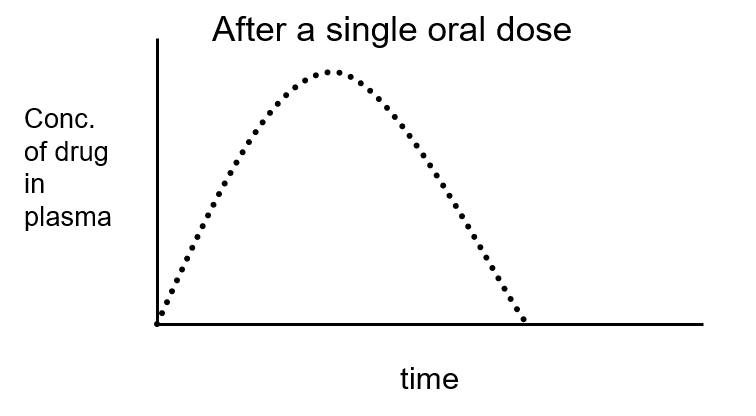 After a single oral dose
Conc.
of drug
in
plasma
time